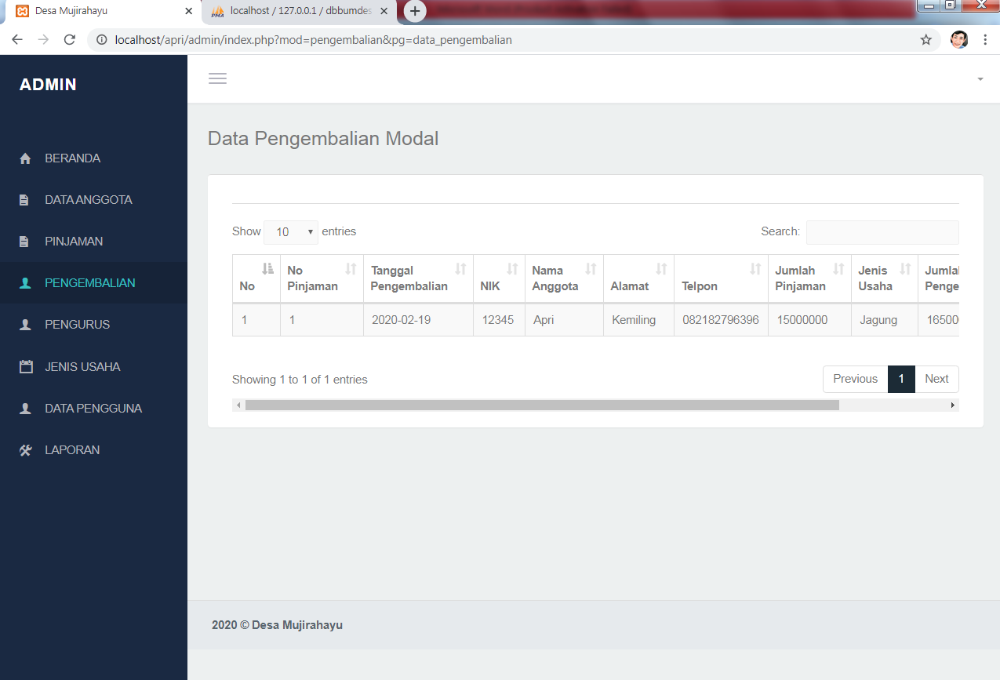 Desa Mujirahayu
localhost / 127.0.0.1 / dbbumdes
localhost/apri/admin/index.php?mod=pengembalian&pg=data_pengembalian
ADMIN
BERANDA
DATA ANGGOTA
PINJAMAN
PENGEMBALIAN
PENGURUS
JENIS USAHA
DATA PENGGUNA
LAPORAN
Data Pengembalian Modal
Show 10 entries
Search:
No
No Pinjaman
Tanggal Pengembalian
NIK
Nama Anggota
Alamat
Telpon
Jumlah Pinjaman
Jenis Usaha
Jumlah Penge
1 1 2020-02-19 12345 Apri Kemiling 082182796396 15000000 Jagung 16500
Showing 1 to 1 of 1 entries
Previous 1 Next
2020 © Desa Mujirahayu